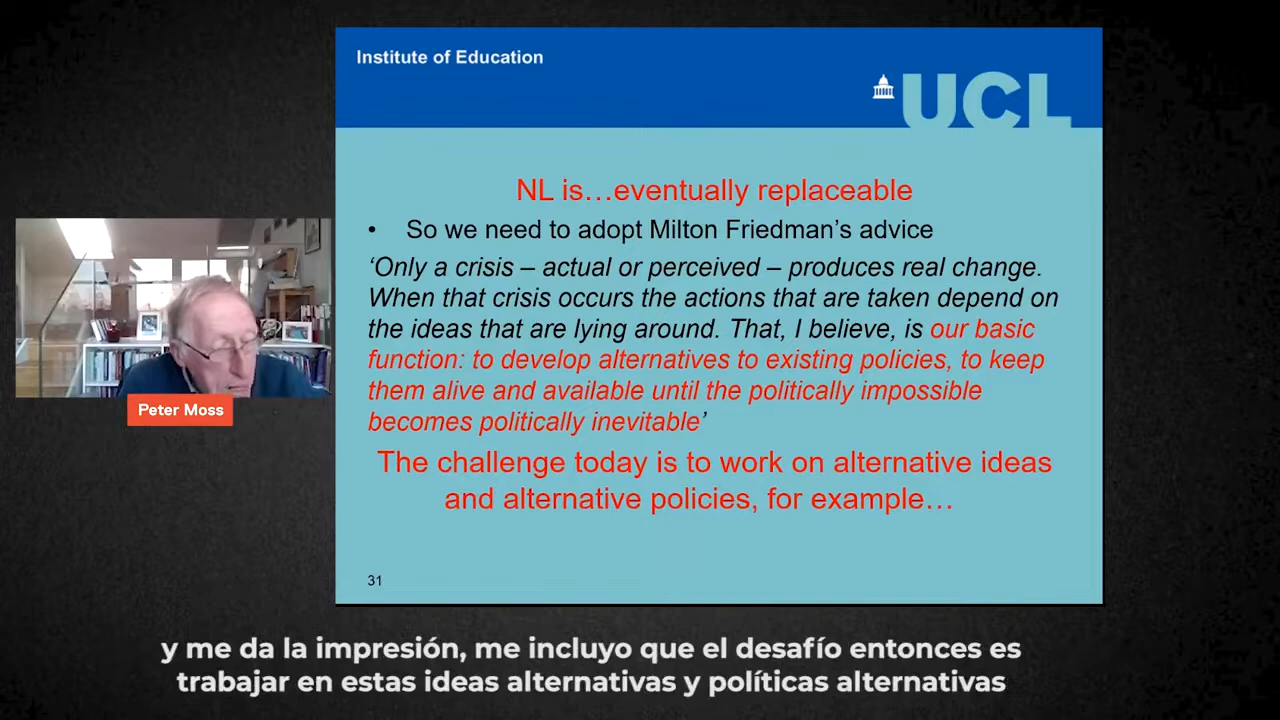 Institute of Education
UCL
NL is…eventually replaceable
• So we need to adopt Milton Friedman’s advice
‘Only a crisis – actual or perceived – produces real change.
When that crisis occurs the actions that are taken depend on
the ideas that are lying around. That, I believe, is our basic
function: to develop alternatives to existing policies, to keep
them alive and available until the politically impossible
becomes politically inevitable’
The challenge today is to work on alternative ideas
and alternative policies, for example…
31
Peter Moss
y me da la impresión, me incluyo que el desafío entonces es
trabajar en estas ideas alternativas y políticas alternativas